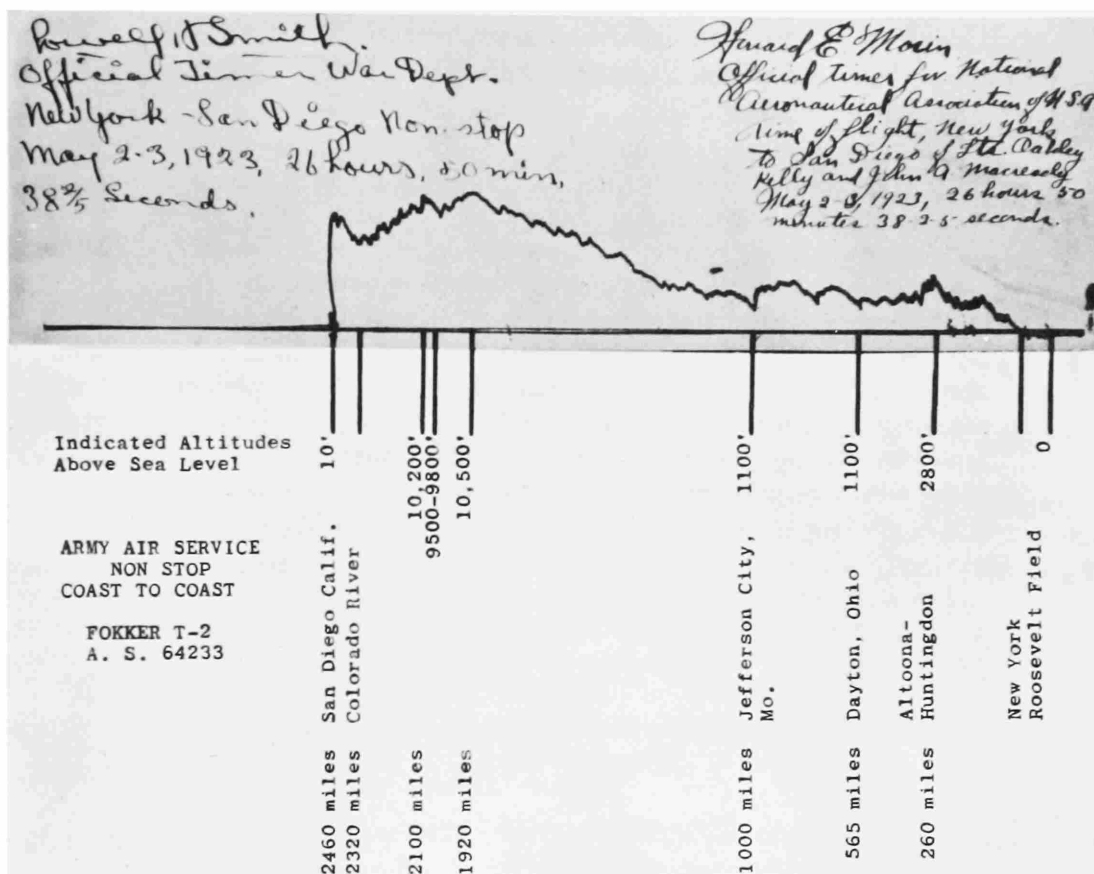 Lowell H Smith.
Official Timer War Dept.
New York - San Diego Non-stop
May 2-3, 1923, 26 hours, 50 min,
38 2/5 Seconds.
E Morin
Official timer for National
Aeronautical Association of USA
time of flight, New York
to San Diego of Lts. Oakley
Kelly and John A Macready
May 2-3, 1923, 26 hours 50
minutes 38 2-5 seconds.
Indicated Altitudes
Above Sea Level
10'
10,200'
9500-9800'
10,500'
1100'
1100'
2800'
0
ARMY AIR SERVICE
NON STOP
COAST TO COAST
FOKKER T-2
A. S. 64233
San Diego Calif.
Colorado River
Jefferson City,
Mo.
Dayton, Ohio
Altoona-
Huntingdon
New York
Roosevelt Field
2460 miles
2320 miles
2100 miles
1920 miles
1000 miles
565 miles
260 miles